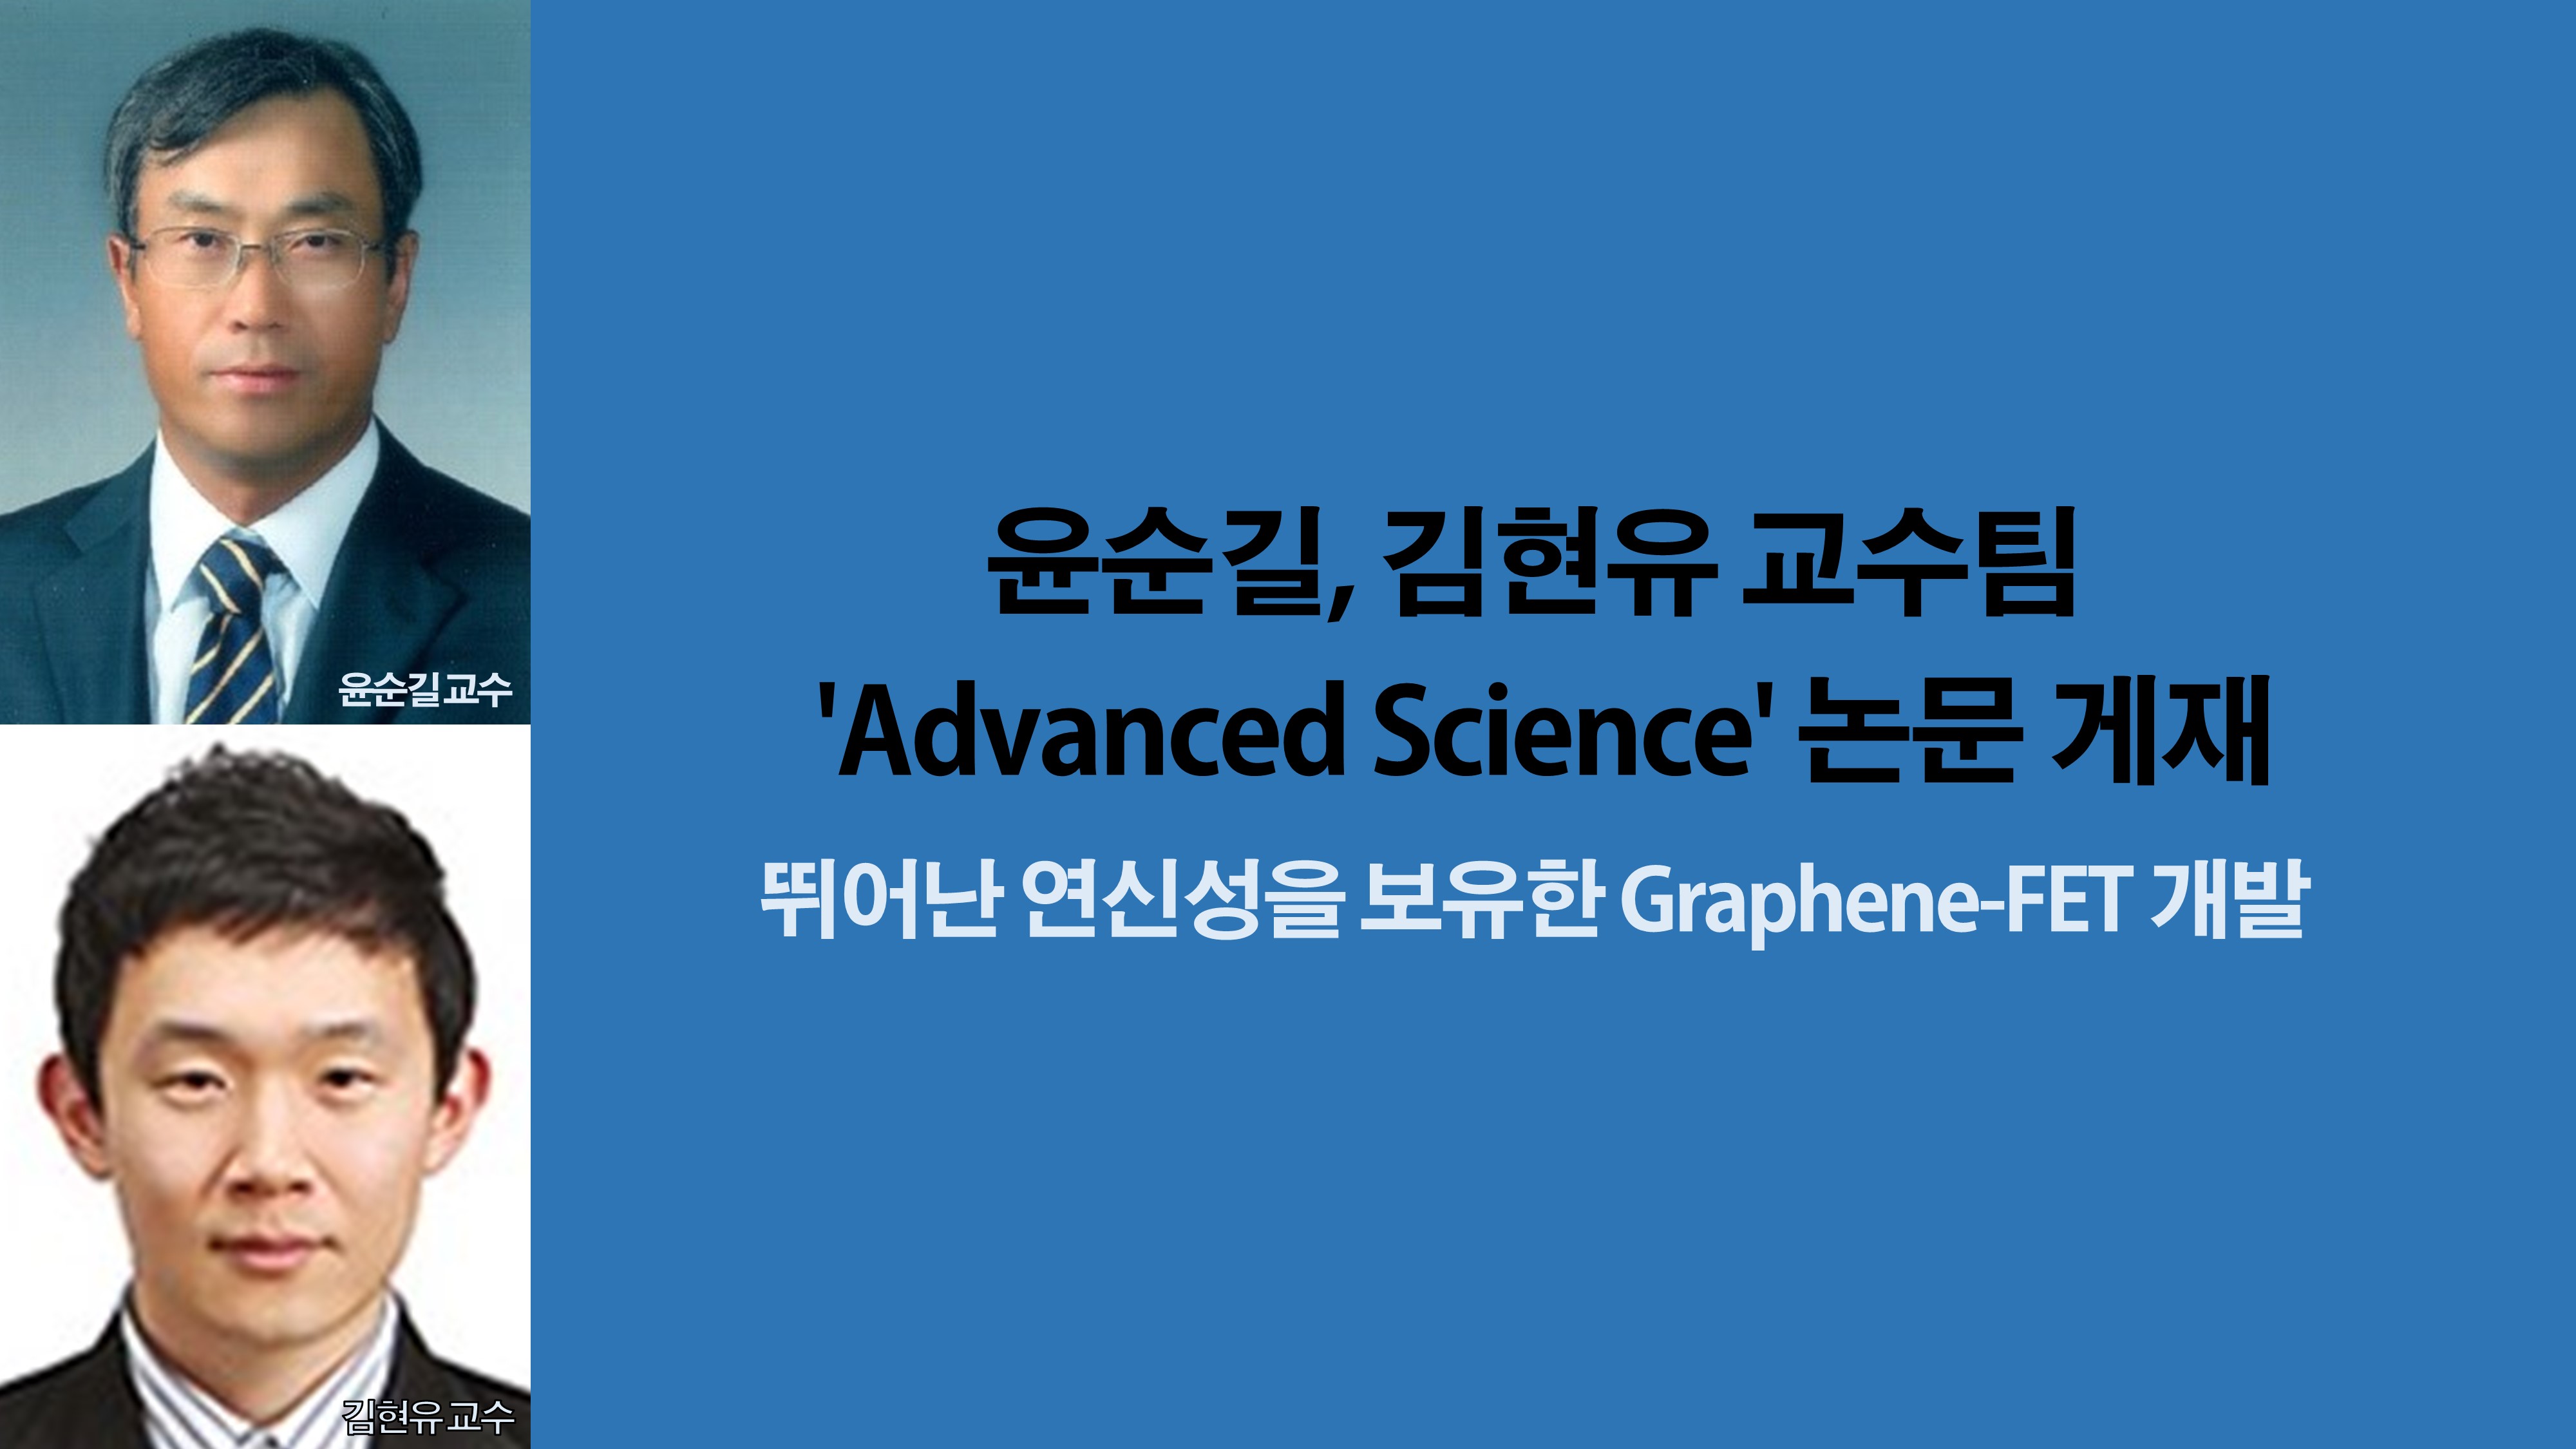 윤순길 교수
김현유 교수
윤순길, 김현유 교수팀
'Advanced Science' 논문 게재
뛰어난 연신성을 보유한 Graphene-FET 개발